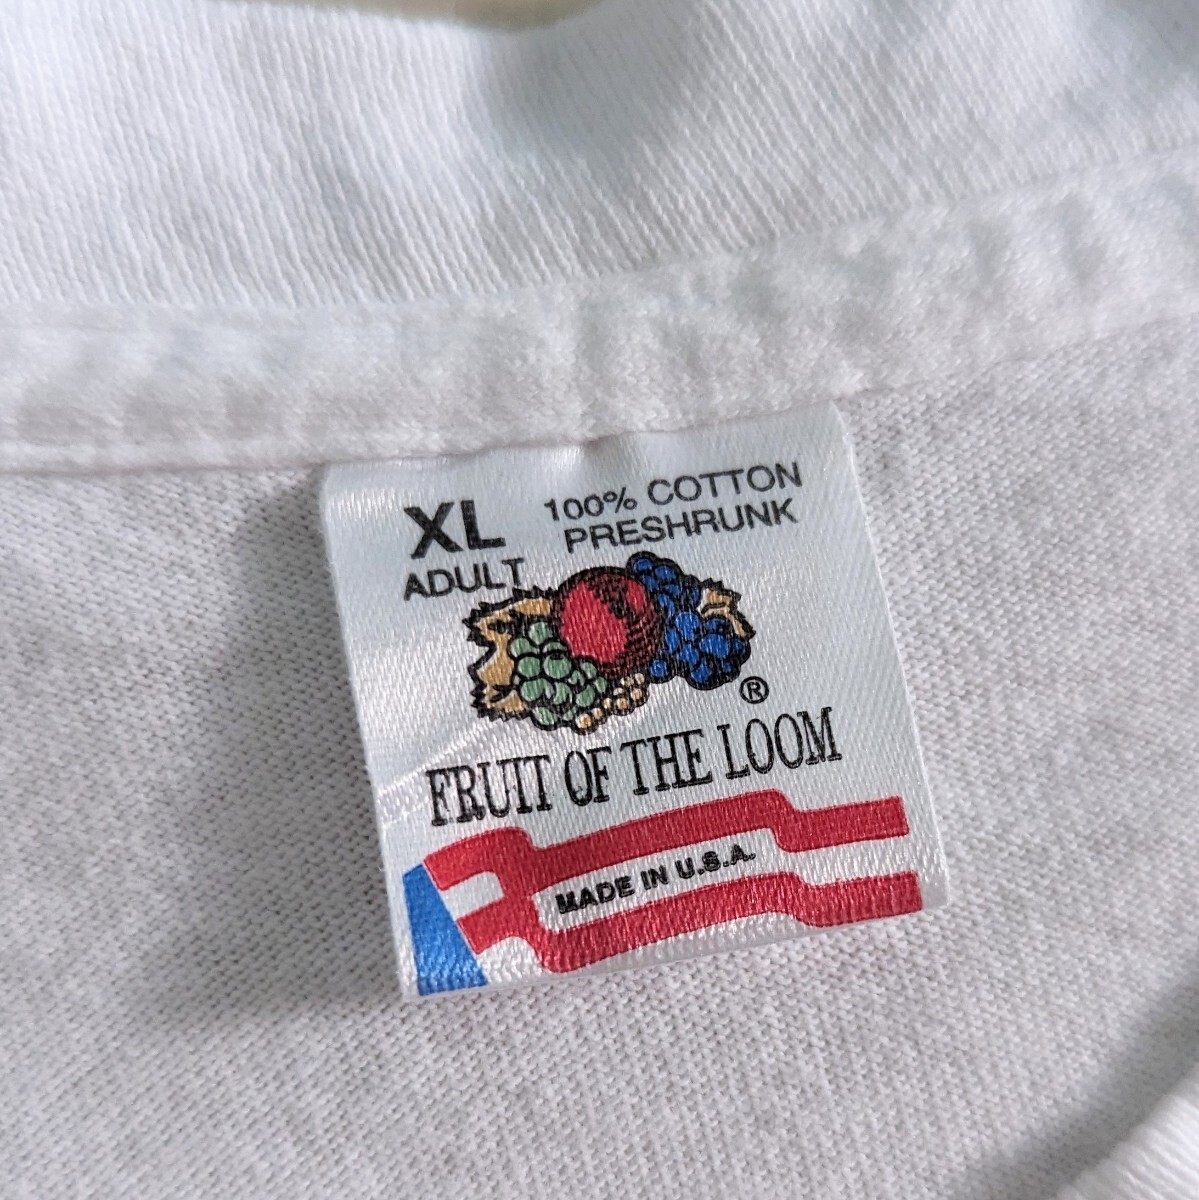 XL
ADULT
100% COTTON
PRESHRUNK
®
FRUIT OF THE LOOM
MADE IN U.S.A.